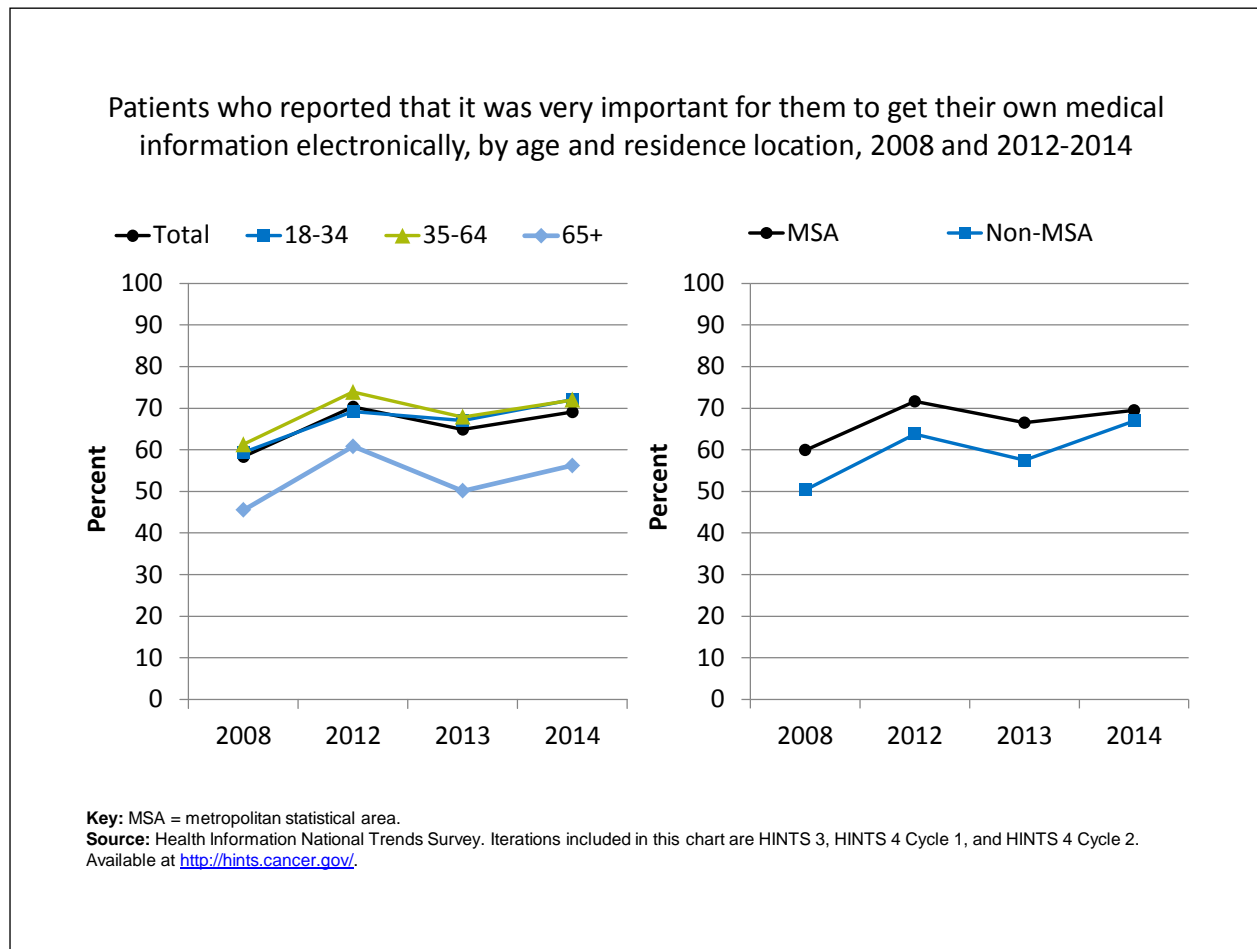 Patients who reported that it was very important for them to get their own medical
information electronically, by age and residence location, 2008 and 2012-2014
Total 18-34 35-64 65+
100
90
80
70
60
50
40
30
20
10
0
Percent
2008 2012 2013 2014
MSA Non-MSA
100
90
80
70
60
50
40
30
20
10
0
Percent
2008 2012 2013 2014
Key: MSA = metropolitan statistical area.
Source: Health Information National Trends Survey. Iterations included in this chart are HINTS 3, HINTS 4 Cycle 1, and HINTS 4 Cycle 2.
Available at http://hints.cancer.gov/.